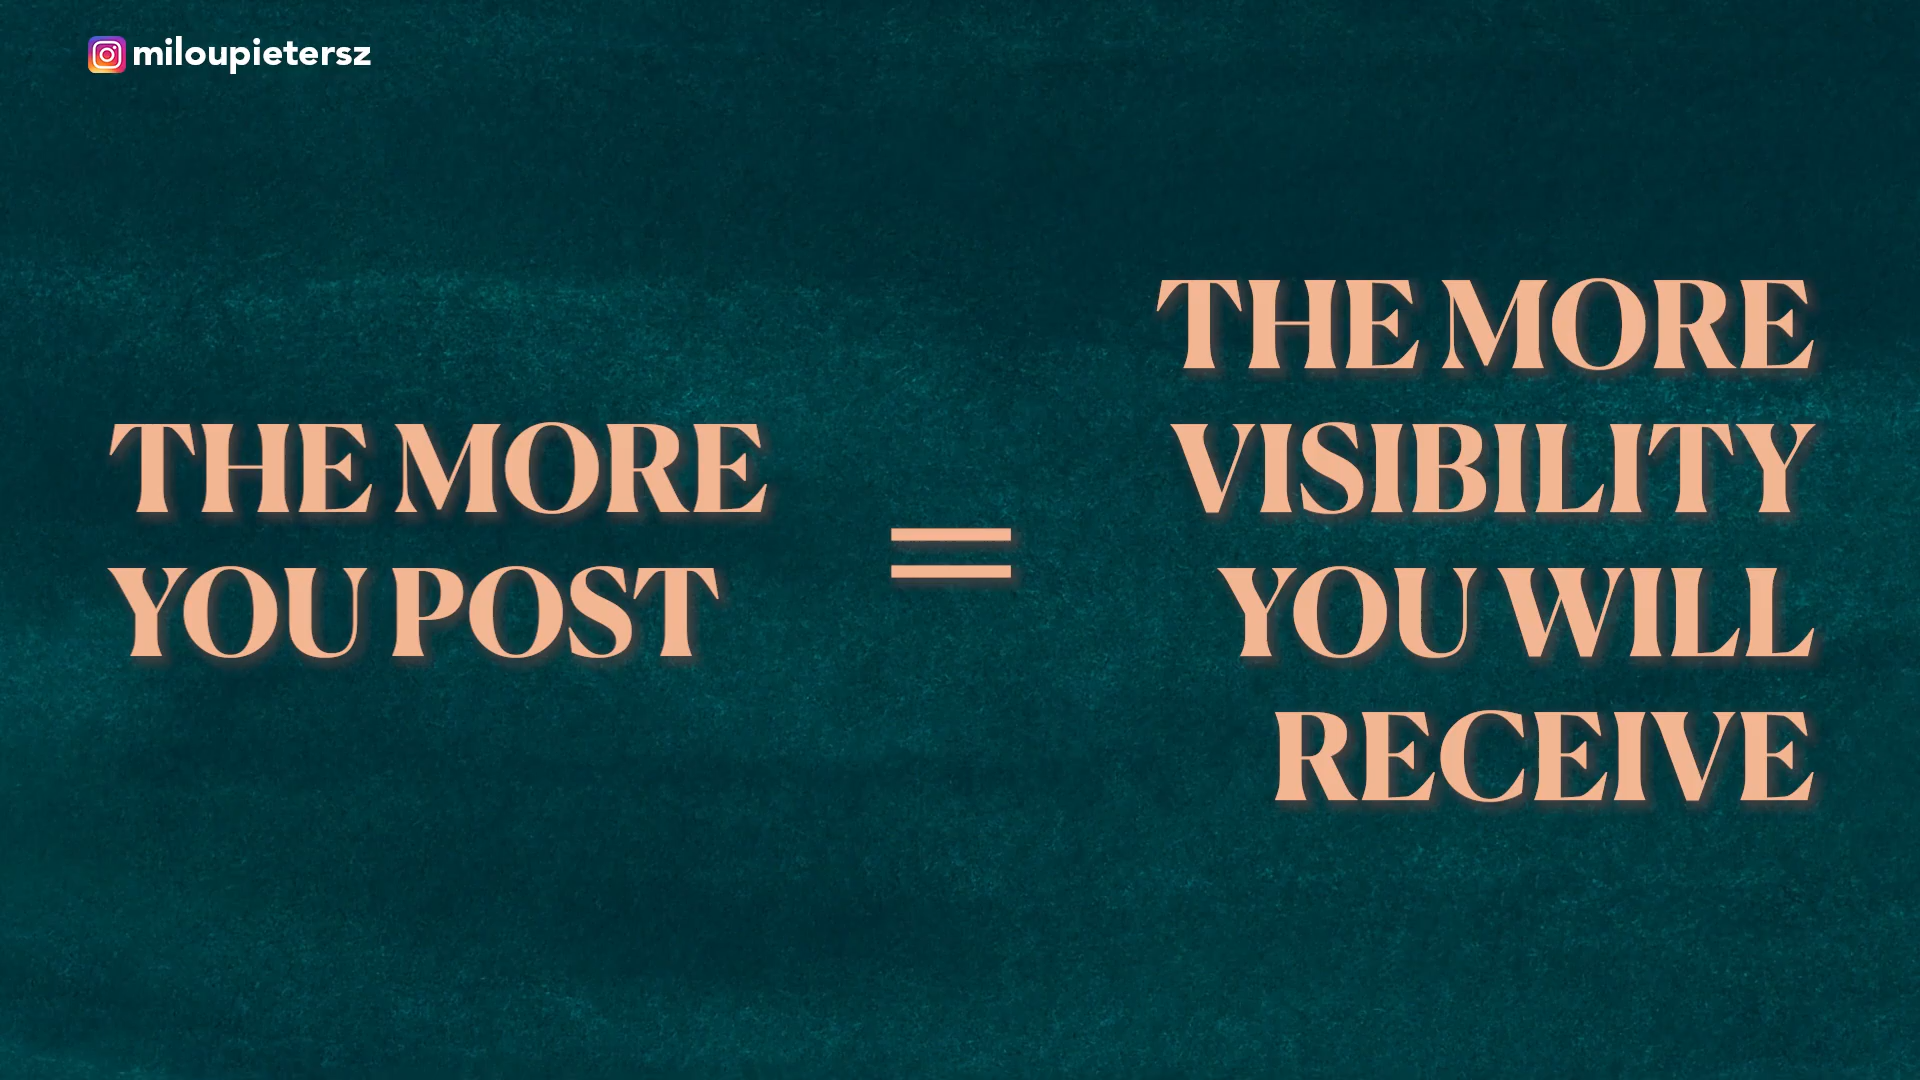 miloupietersz
THE MORE
YOU POST
=
THE MORE
VISIBILITY
YOU WILL
RECEIVE